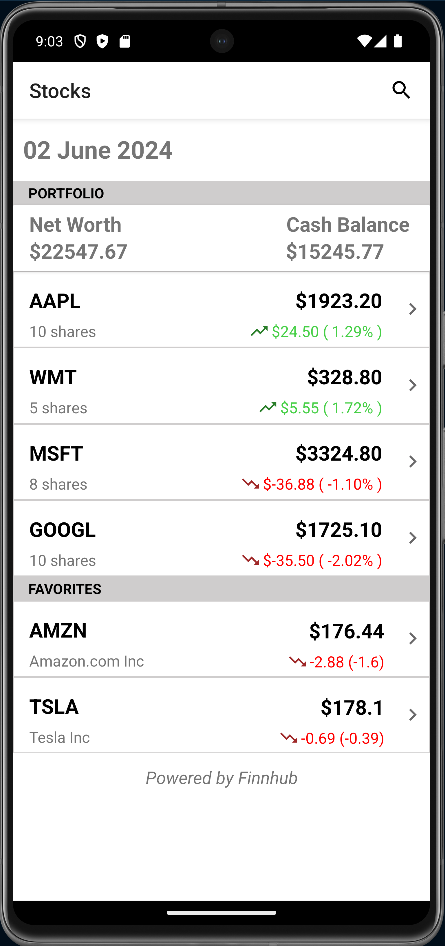 9:03
Stocks
02 June 2024
PORTFOLIO
Net Worth Cash Balance
$22547.67 $15245.77
AAPL $1923.20
10 shares $24.50 ( 1.29% )
WMT $328.80
5 shares $5.55 ( 1.72% )
MSFT $3324.80
8 shares $-36.88 ( -1.10% )
GOOGL $1725.10
10 shares $-35.50 ( -2.02% )
FAVORITES
AMZN $176.44
Amazon.com Inc -2.88 (-1.6)
TSLA $178.1
Tesla Inc -0.69 (-0.39)
Powered by Finnhub